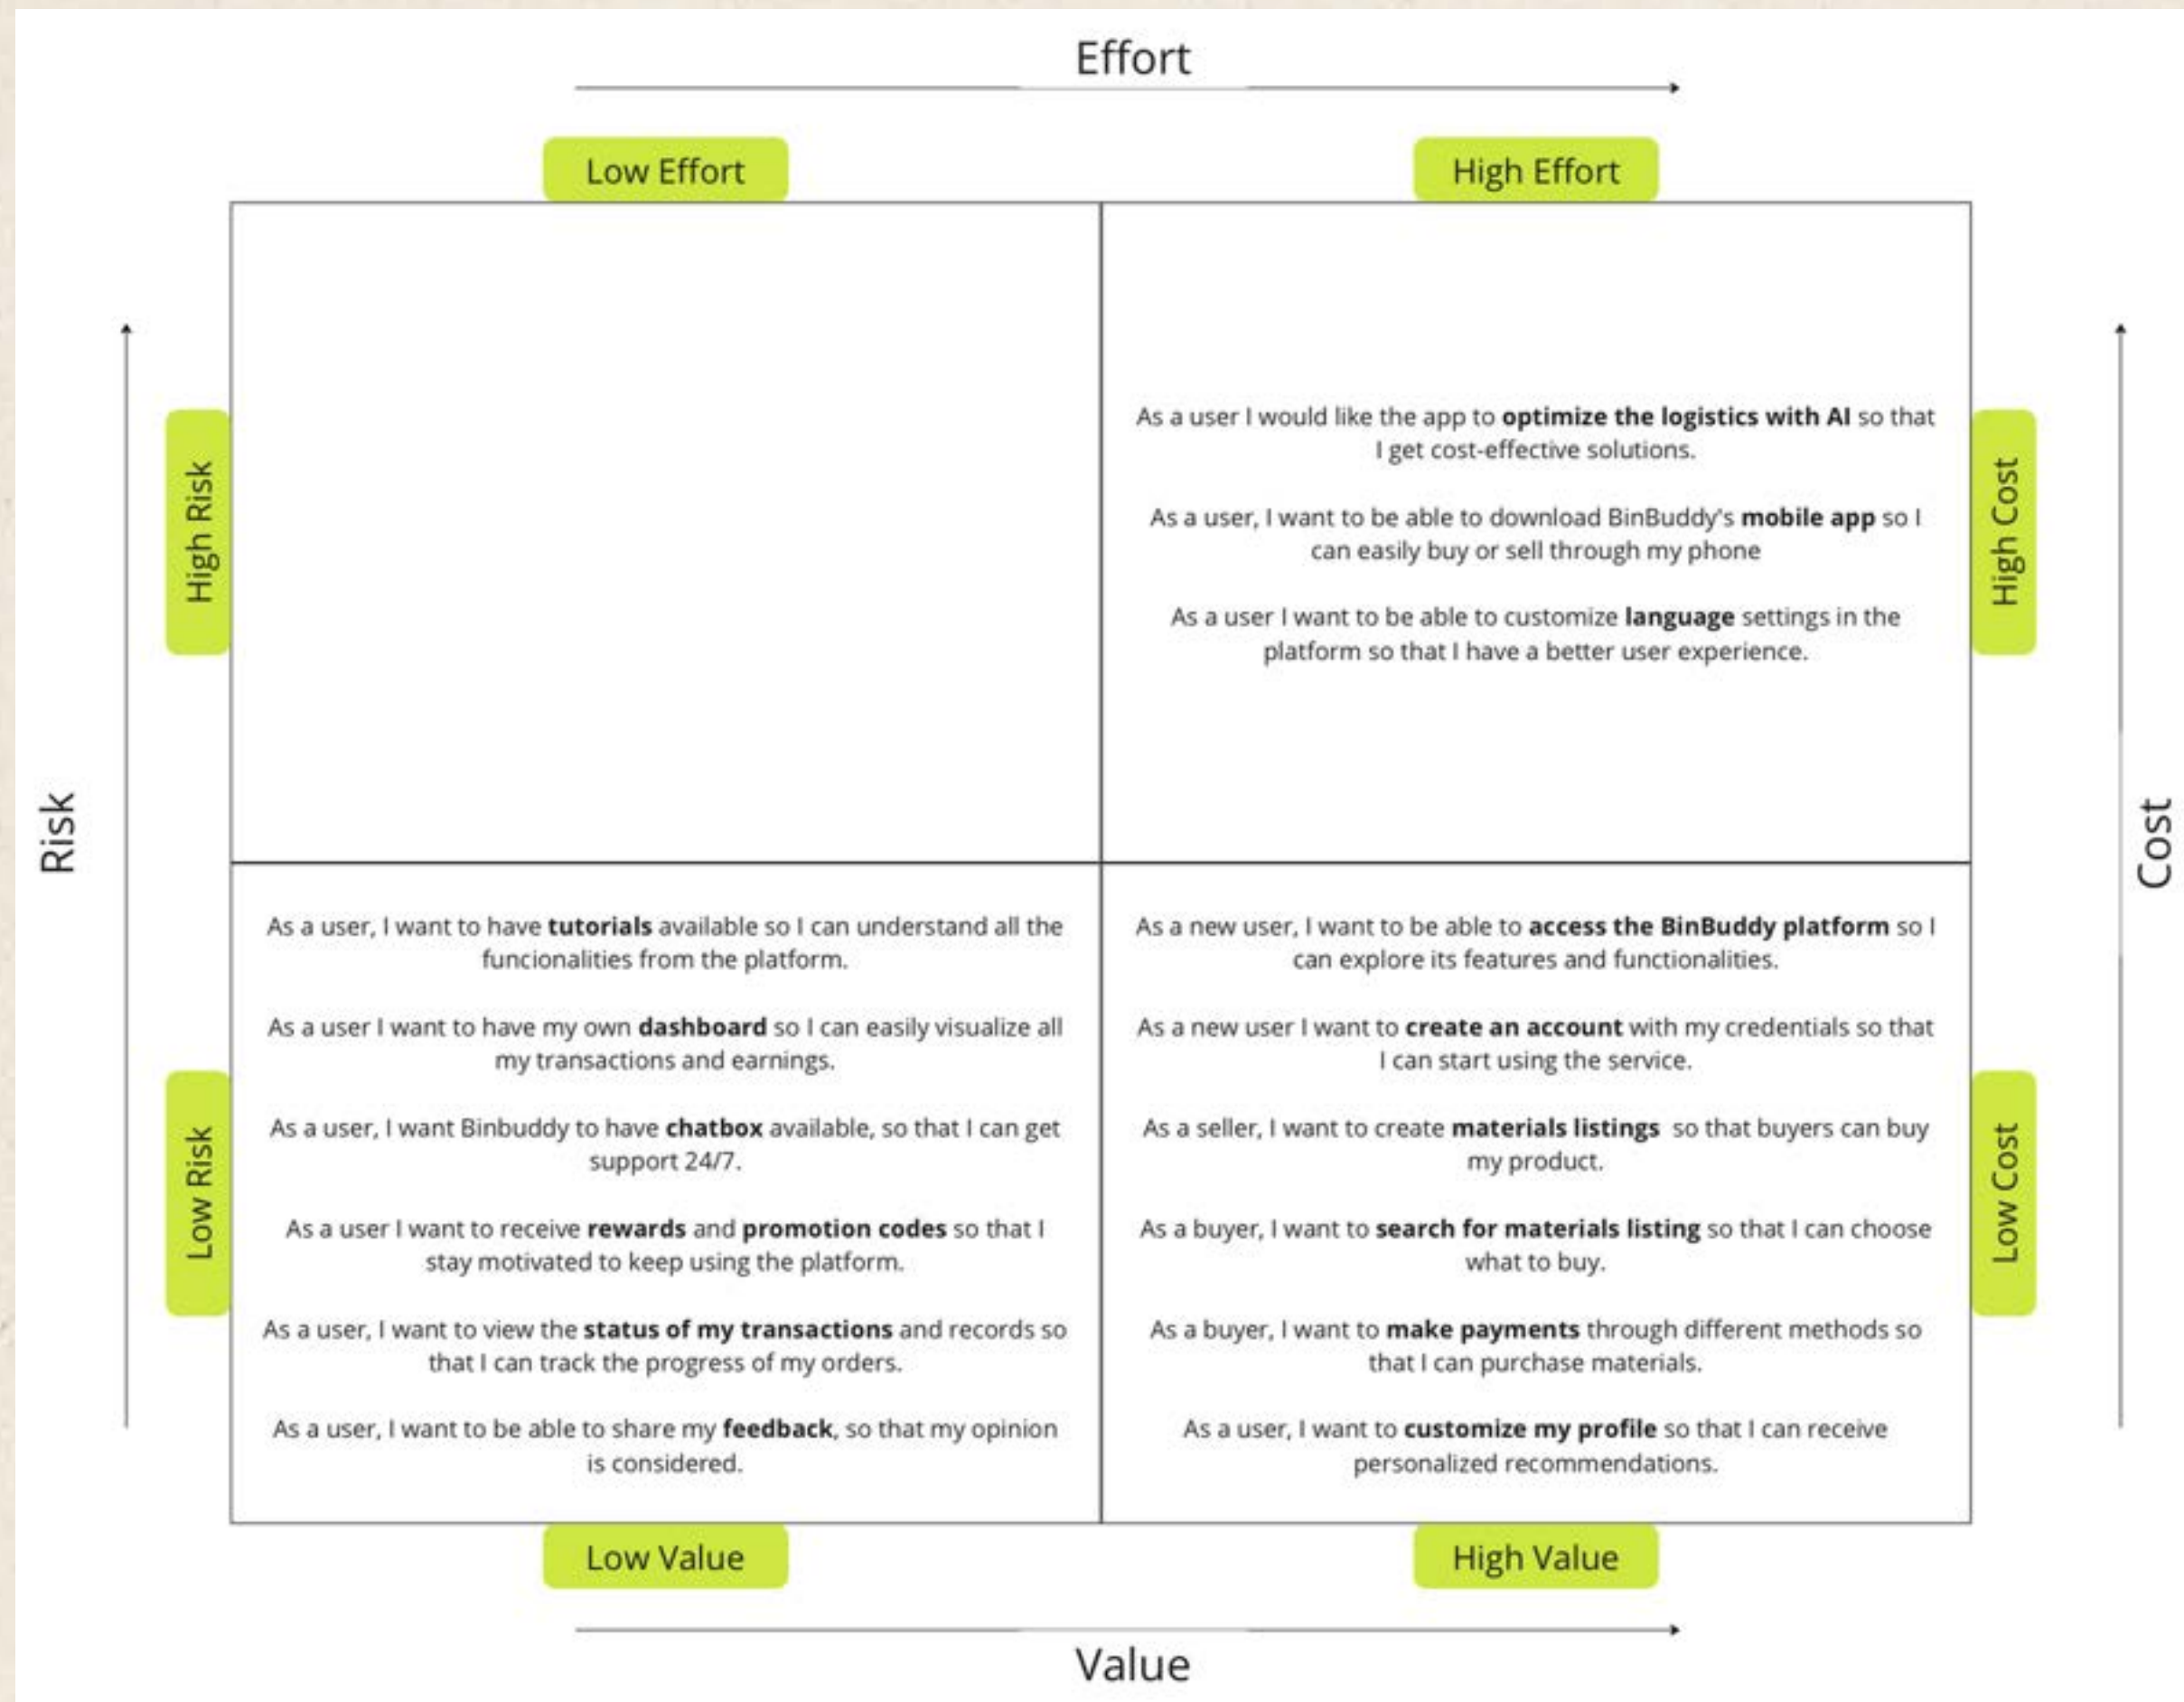 Effort
Low Effort
High Effort
Risk
High Risk
As a user I would like the app to optimize the logistics with AI so that
I get cost-effective solutions.
As a user, I want to be able to download BinBuddy's mobile app so I
can easily buy or sell through my phone
As a user I want to be able to customize language settings in the
platform so that I have a better user experience.
High Cost
Cost
Low Risk
As a user, I want to have tutorials available so I can understand all the
funcionalities from the platform.
As a user I want to have my own dashboard so I can easily visualize all
my transactions and earnings.
As a user, I want Binbuddy to have chatbox available, so that I can get
support 24/7.
As a user I want to receive rewards and promotion codes so that I
stay motivated to keep using the platform.
As a user, I want to view the status of my transactions and records so
that I can track the progress of my orders.
As a user, I want to be able to share my feedback, so that my opinion
is considered.
As a new user, I want to be able to access the BinBuddy platform so I
can explore its features and functionalities.
As a new user I want to create an account with my credentials so that
I can start using the service.
As a seller, I want to create materials listings so that buyers can buy
my product.
As a buyer, I want to search for materials listing so that I can choose
what to buy.
As a buyer, I want to make payments through different methods so
that I can purchase materials.
As a user, I want to customize my profile so that I can receive
personalized recommendations.
Low Cost
Low Value
High Value
Value